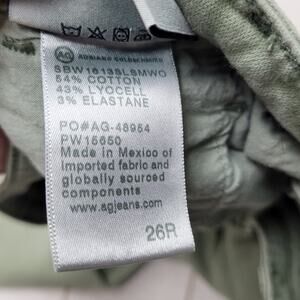 AG
ADRIANO GOLDSCHMIED
SBW1613SLSMWO
54% COTTON
43% LYOCELL
3% ELASTANE
PO#AG-48954
PW15650
Made in Mexico of
imported fabric and
globally sourced
components
www.agjeans.com
26R